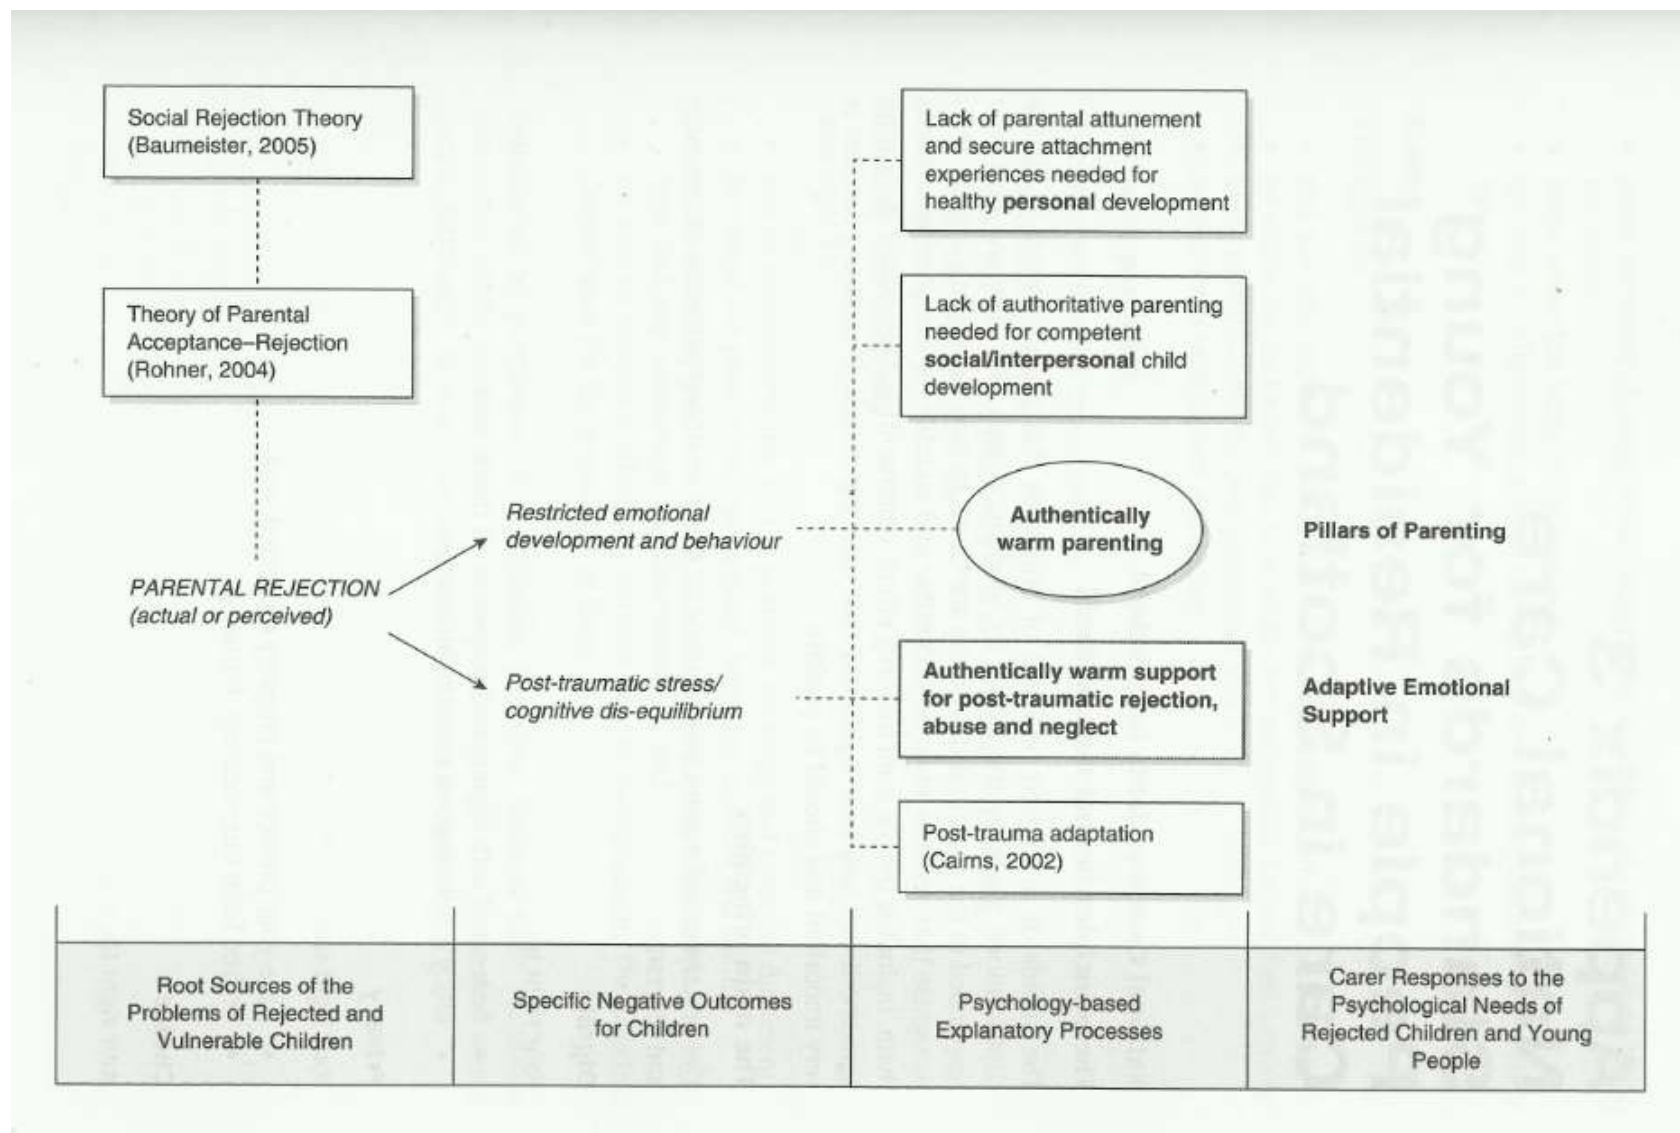 Social Rejection Theory
(Baumeister, 2005)
Theory of Parental
Acceptance–Rejection
(Rohner, 2004)
PARENTAL REJECTION
(actual or perceived)
Restricted emotional
development and behaviour
Post-traumatic stress/
cognitive dis-equilibrium
Lack of parental attunement
and secure attachment
experiences needed for
healthy personal development
Lack of authoritative parenting
needed for competent
social/interpersonal child
development
Authentically
warm parenting
Authentically warm support
for post-traumatic rejection,
abuse and neglect
Post-trauma adaptation
(Cairns, 2002)
Pillars of Parenting
Adaptive Emotional
Support
Root Sources of the
Problems of Rejected and
Vulnerable Children
Specific Negative Outcomes
for Children
Psychology-based
Explanatory Processes
Carer Responses to the
Psychological Needs of
Rejected Children and Young
People